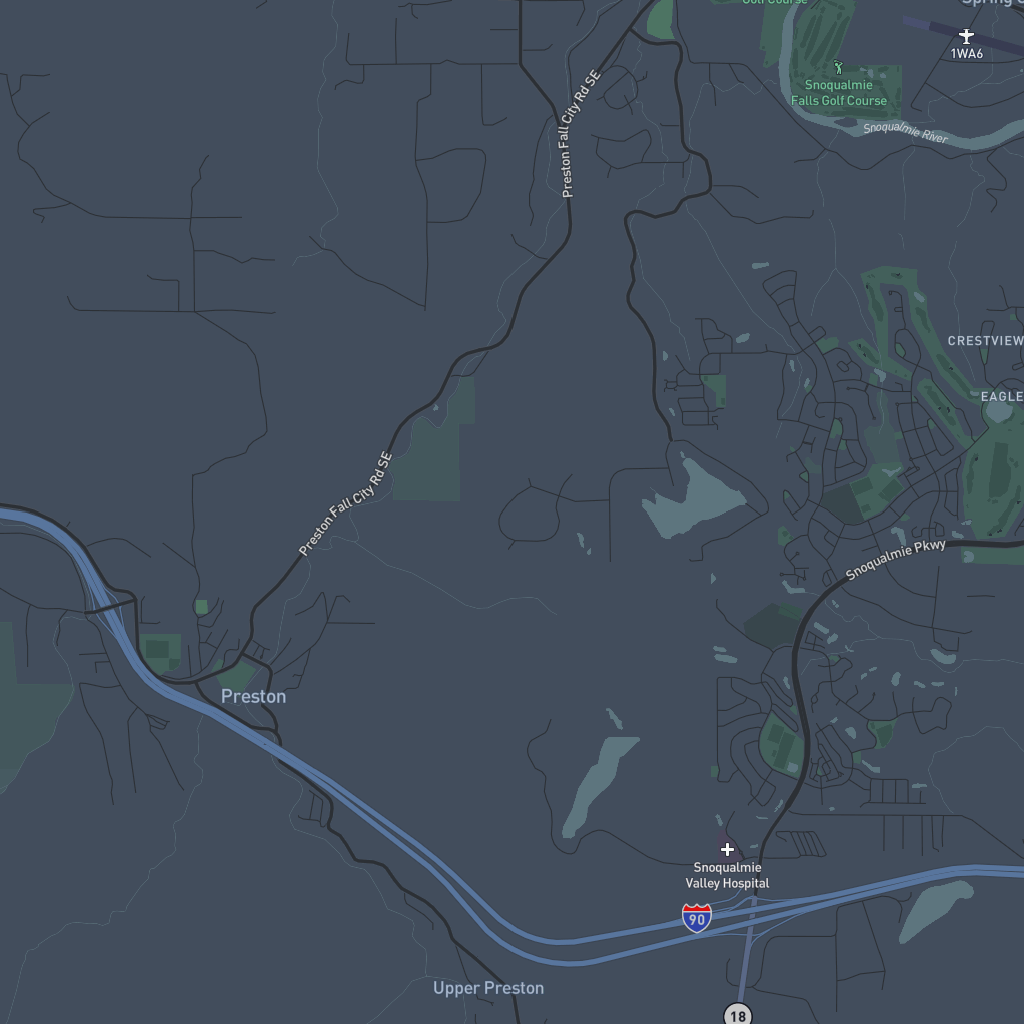 Golf Course
Spring
1WA6
Snoqualmie
Falls Golf Course
Snoqualmie River
Preston Fall City Rd SE
CRESTVIEW
EAGLE
Preston Fall City Rd SE
Snoqualmie Pkwy
Preston
Snoqualmie
Valley Hospital
90
Upper Preston
18